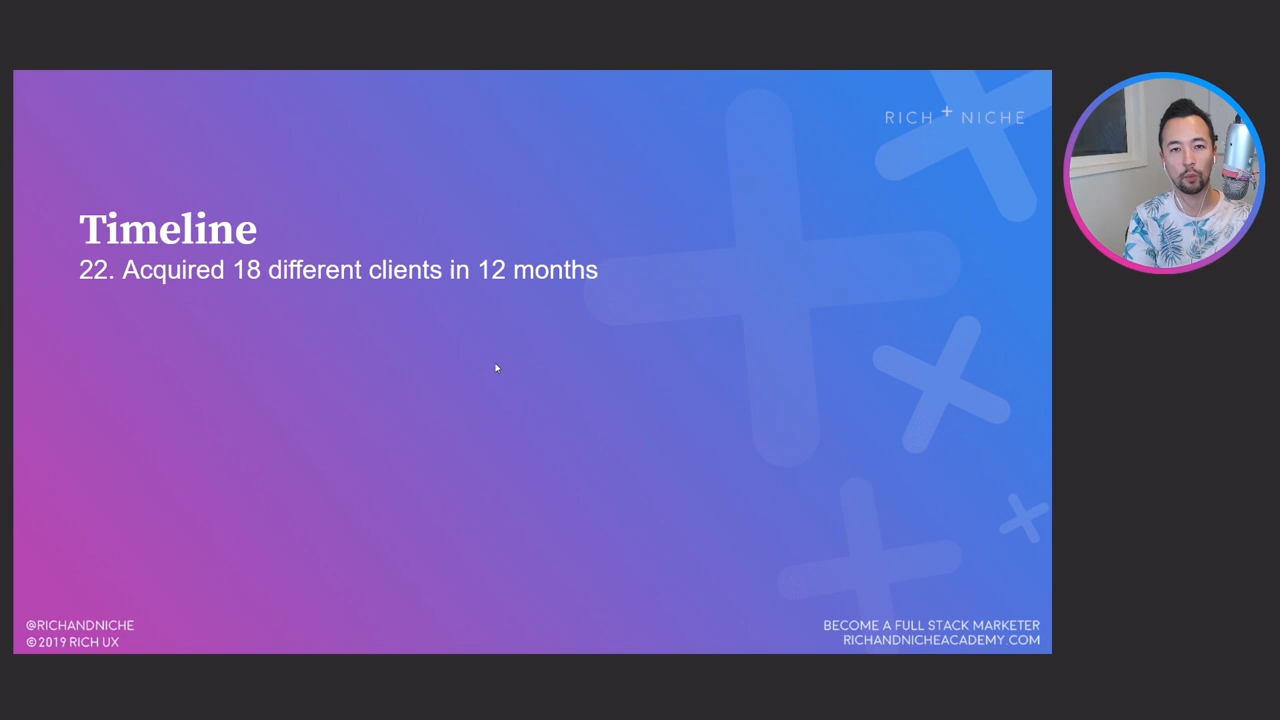 RICH + NICHE
Timeline
22. Acquired 18 different clients in 12 months
@RICHANDNICHE
©2019 RICH UX
BECOME A FULL STACK MARKETER
RICHANDNICHEACADEMY.COM